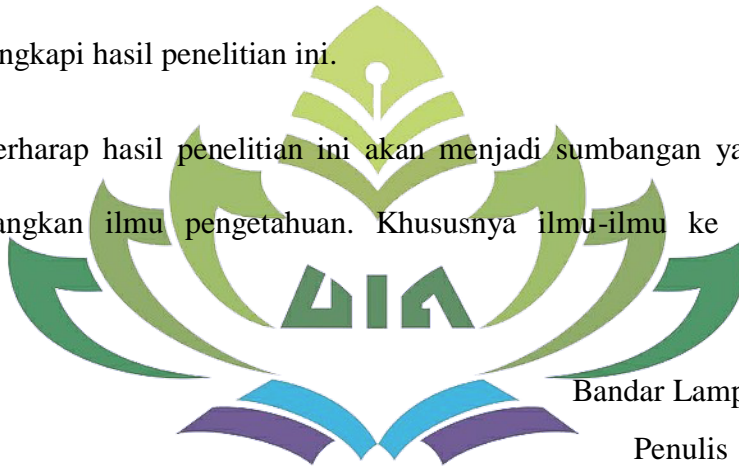 ngkapi hasil penelitian ini.
erharap hasil penelitian ini akan menjadi sumbangan ya
angkan ilmu pengetahuan. Khususnya ilmu-ilmu ke
UIN
Bandar Lamp
Penulis